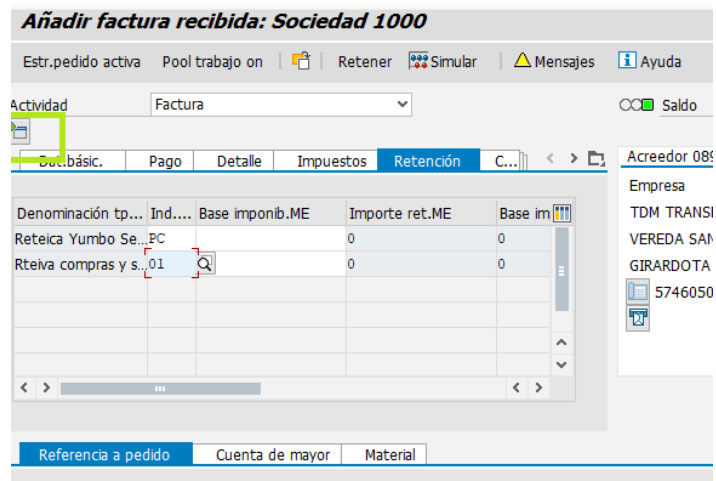 Añadir factura recibida: Sociedad 1000
Estr.pedido activa Pool trabajo on Retener Simular Mensajes Ayuda
Actividad Factura Saldo
Dat.básic. Pago Detalle Impuestos Retención C... Acreedor 089
Empresa
Denominación tp... Ind.... Base imponib.ME Importe ret.ME Base im TDM TRANS
Reteica Yumbo Se... PC 0 0 VEREDA SAN
Rteiva compras y s... 01 0 0 GIRARDOTA
5746050
Referencia a pedido Cuenta de mayor Material